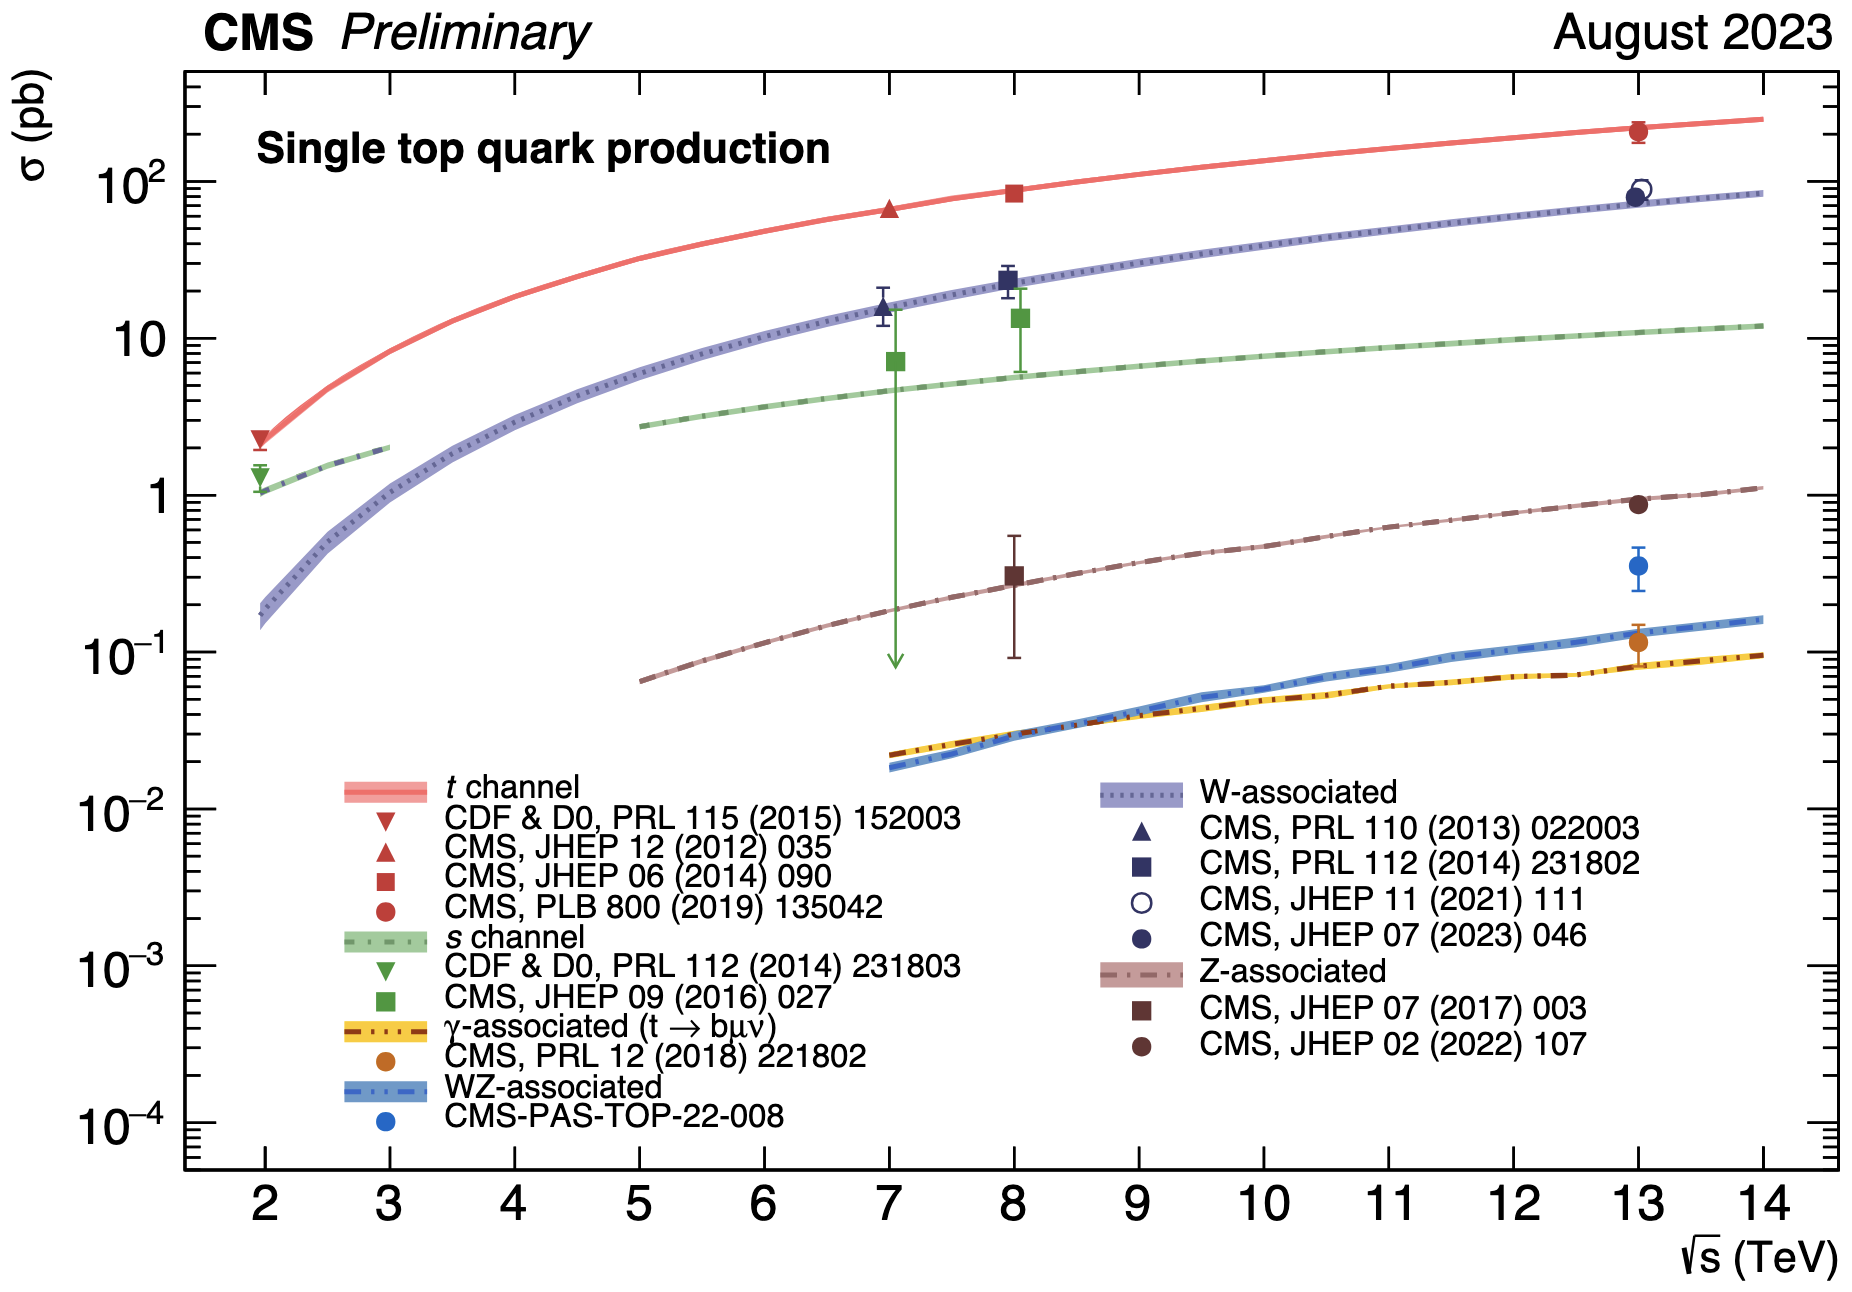 CMS Preliminary August 2023
σ (pb)
Single top quark production
10²
10
1
10⁻¹
10⁻²
10⁻³
10⁻⁴
t channel
CDF & D0, PRL 115 (2015) 152003
CMS, JHEP 12 (2012) 035
CMS, JHEP 06 (2014) 090
CMS, PLB 800 (2019) 135042
s channel
CDF & D0, PRL 112 (2014) 231803
CMS, JHEP 09 (2016) 027
γ-associated (t → bμν)
CMS, PRL 12 (2018) 221802
WZ-associated
CMS-PAS-TOP-22-008
W-associated
CMS, PRL 110 (2013) 022003
CMS, PRL 112 (2014) 231802
CMS, JHEP 11 (2021) 111
CMS, JHEP 07 (2023) 046
Z-associated
CMS, JHEP 07 (2017) 003
CMS, JHEP 02 (2022) 107
2 3 4 5 6 7 8 9 10 11 12 13 14
√s (TeV)